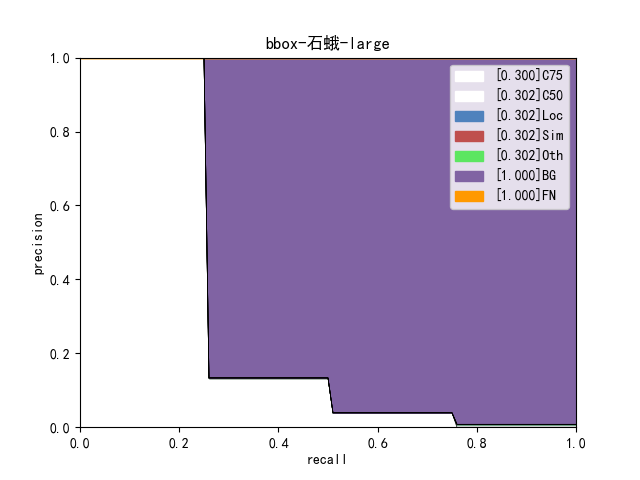 bbox-石蛾-large
[0.300]C75
[0.302]C50
[0.302]Loc
[0.302]Sim
[0.302]Oth
[1.000]BG
[1.000]FN
precision
1.0
0.8
0.6
0.4
0.2
0.0
0.0 0.2 0.4 0.6 0.8 1.0
recall